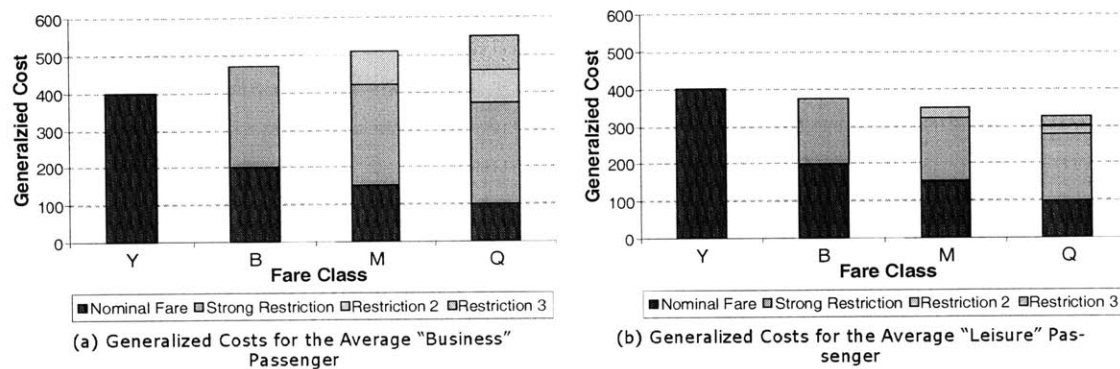 600
500
400
300
200
100
0
Generalzied Cost
Y B M Q
Fare Class
Nominal Fare Strong Restriction Restriction 2 Restriction 3
(a) Generalized Costs for the Average "Business"
Passenger
600
500
400
300
200
100
0
Generalzied Cost
Y B M Q
Fare Class
Nominal Fare Strong Restriction Restriction 2 Restriction 3
(b) Generalized Costs for the Average "Leisure" Pas-
senger